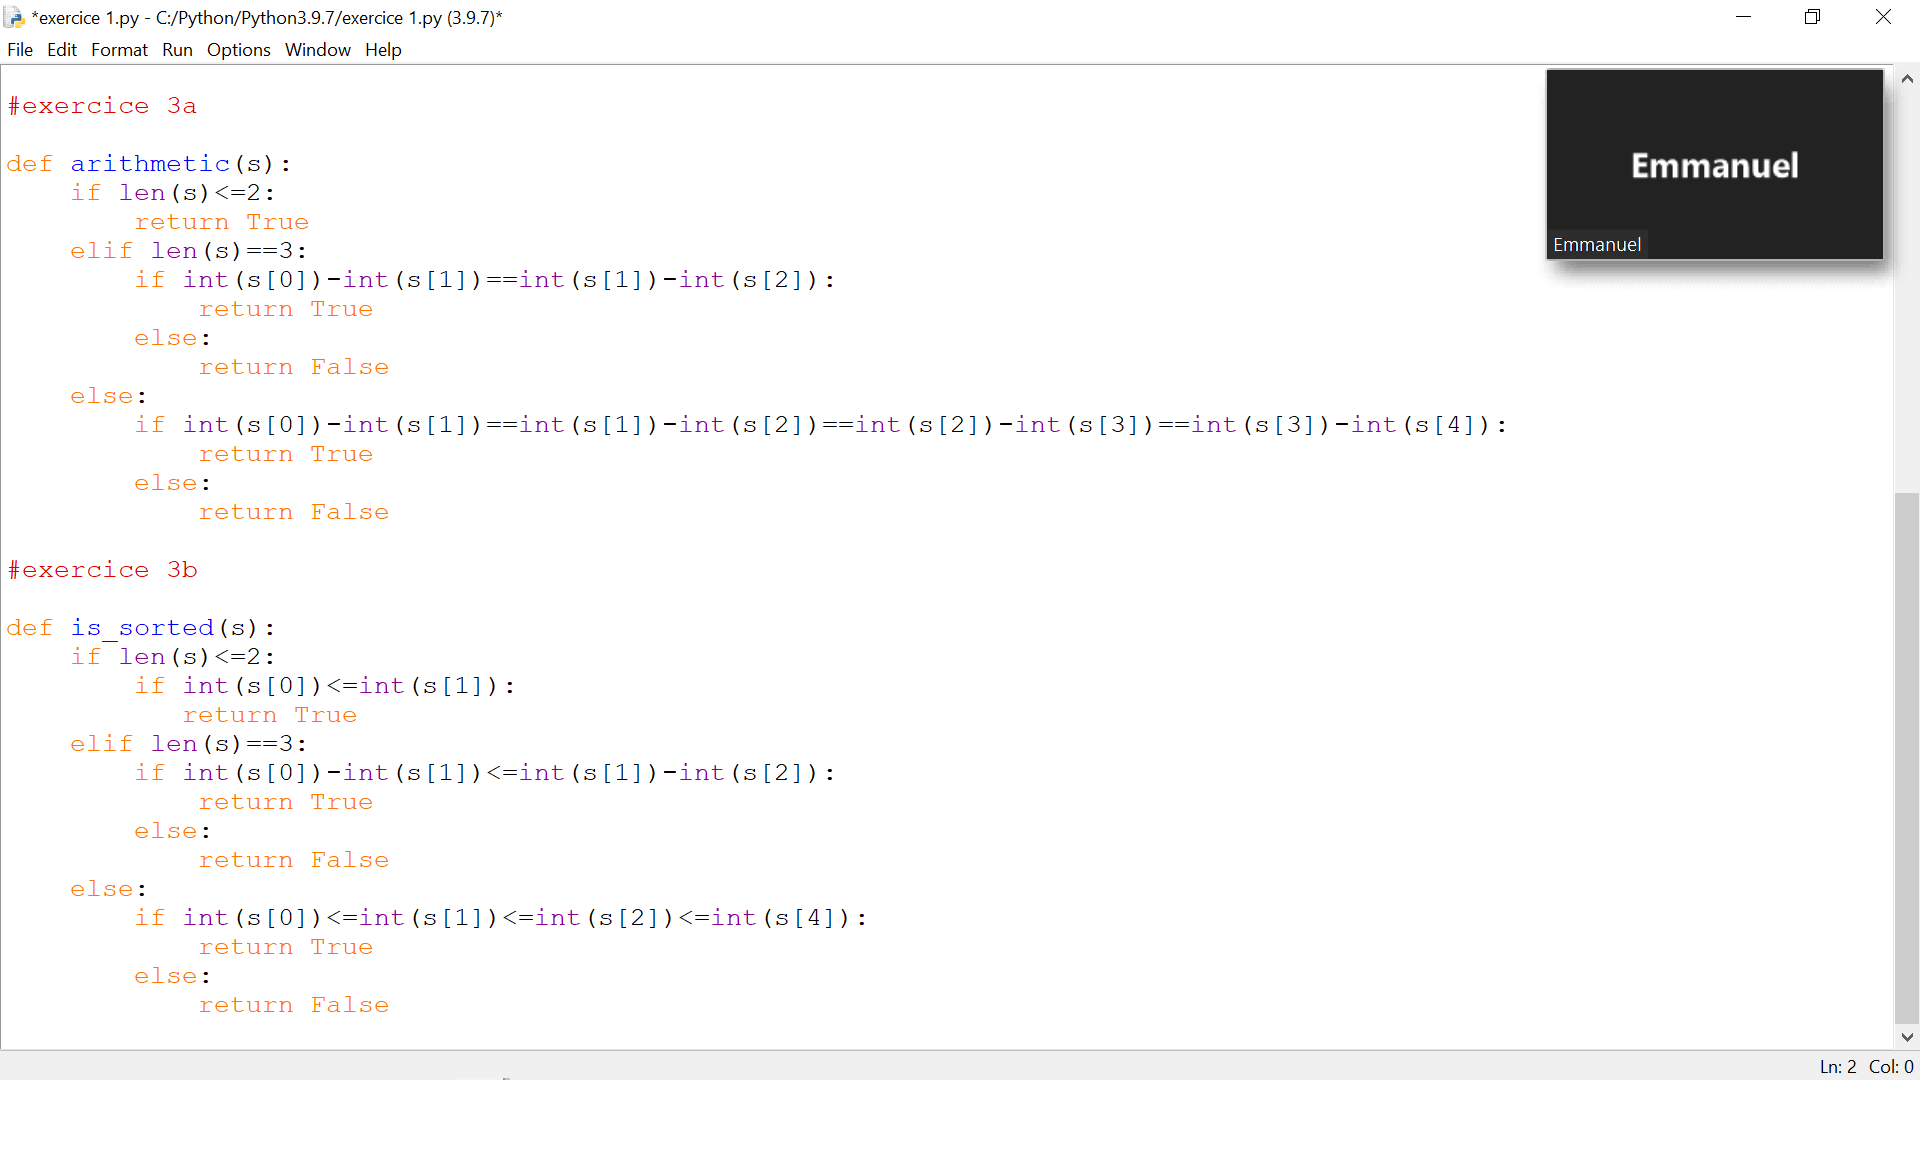 *exercice 1.py - C:/Python/Python3.9.7/exercice 1.py (3.9.7)*
File Edit Format Run Options Window Help
#exercice 3a
def arithmetic(s):
    if len(s)<=2:
        return True
    elif len(s)==3:
        if int(s[0])-int(s[1])==int(s[1])-int(s[2]):
            return True
        else:
            return False
    else:
        if int(s[0])-int(s[1])==int(s[1])-int(s[2])==int(s[2])-int(s[3])==int(s[3])-int(s[4]):
            return True
        else:
            return False
#exercice 3b
def is_sorted(s):
    if len(s)<=2:
        if int(s[0])<=int(s[1]):
           return True
    elif len(s)==3:
        if int(s[0])-int(s[1])<=int(s[1])-int(s[2]):
            return True
        else:
            return False
    else:
        if int(s[0])<=int(s[1])<=int(s[2])<=int(s[4]):
            return True
        else:
            return False
Emmanuel
Emmanuel
Ln: 2 Col: 0